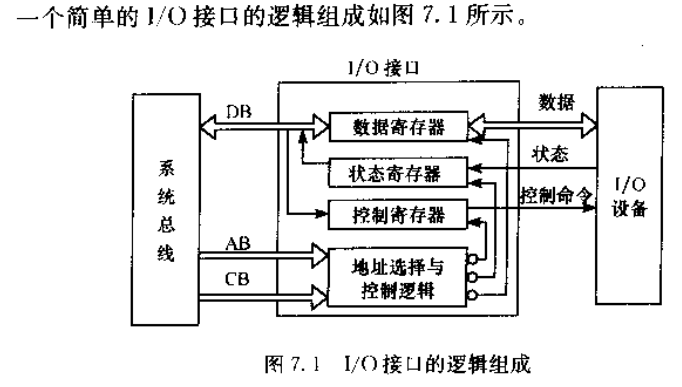 一个简单的 I/O 接口的逻辑组成如图 7.1 所示。
I/O 接口
DB
数据寄存器
数据
状态寄存器
状态
控制寄存器
控制命令
系统总线
I/O
设备
AB
CB
地址选择与
控制逻辑
图 7.1 I/O 接口的逻辑组成